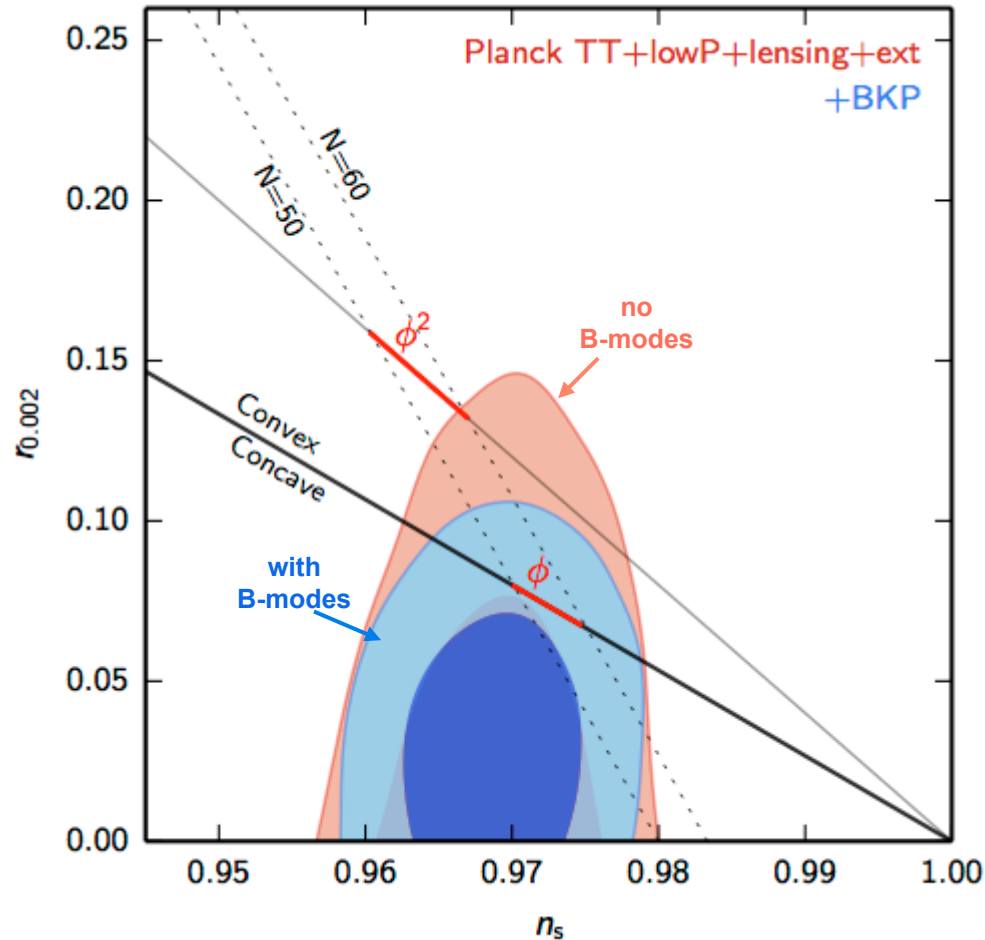 Planck TT+lowP+lensing+ext
+BKP
0.25
0.20
0.15
0.10
0.05
0.00
r0.002
N=50
N=60
ϕ2
no
B-modes
Convex
Concave
with
B-modes
ϕ
0.95
0.96
0.97
0.98
0.99
1.00
ns